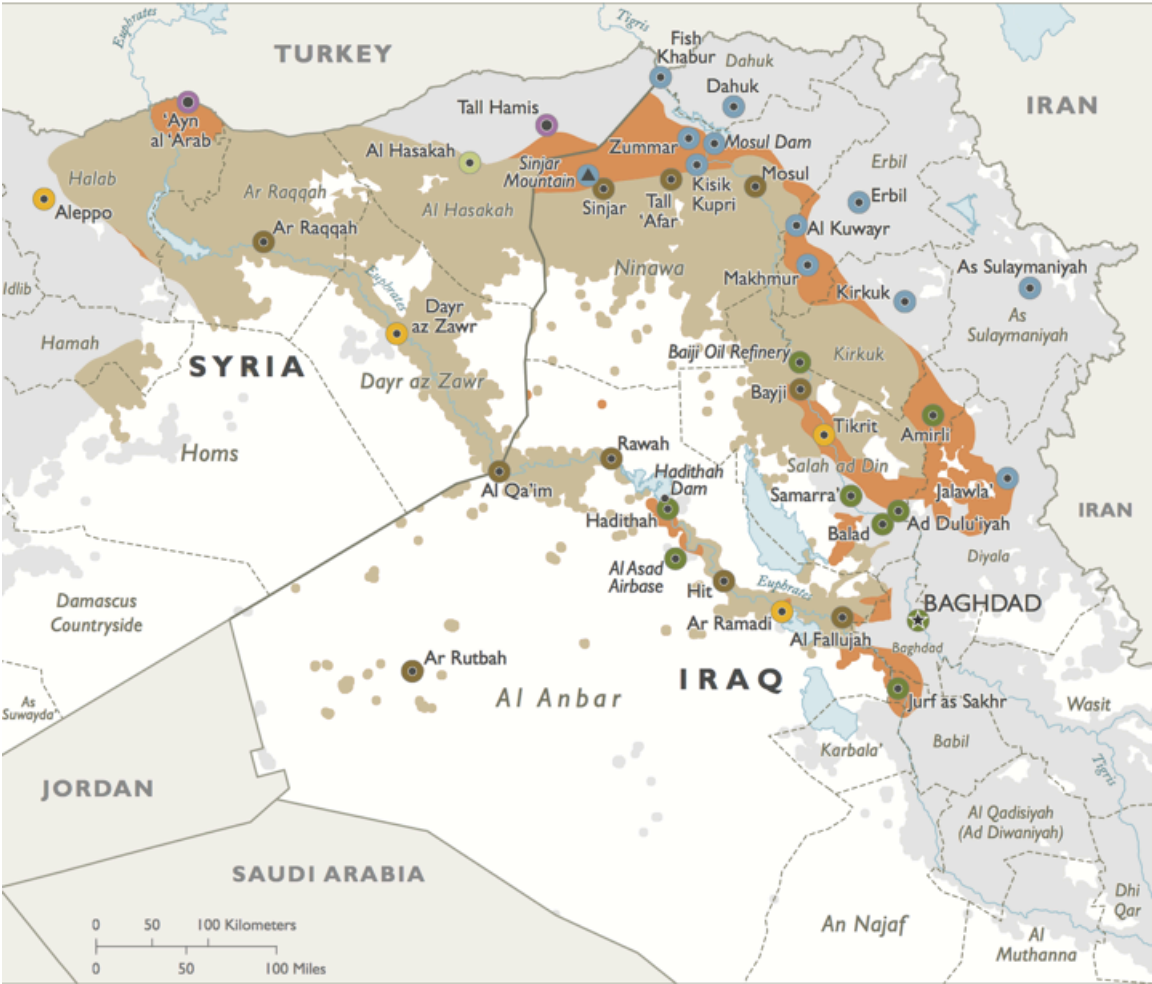 Euphrates
TURKEY
Tigris
Fish
Khabur
Dahuk
Dahuk
IRAN
'Ayn
al 'Arab
Tall Hamis
Al Hasakah
Zummar
Mosul Dam
Sinjar
Mountain
Erbil
Halab
Ar Raqqah
Al Hasakah
Sinjar
Tall
'Afar
Kisik
Kupri
Mosul
Erbil
Aleppo
Ar Raqqah
Al Kuwayr
Idlib
Euphrates
Ninawa
Makhmur
Kirkuk
As Sulaymaniyah
As
Sulaymaniyah
Hamah
Dayr
az Zawr
SYRIA
Dayr az Zawr
Baiji Oil Refinery
Kirkuk
Bayji
Tikrit
Amirli
Homs
Rawah
Al Qa'im
Hadithah
Dam
Salah ad Din
Samarra'
Jalawla'
Hadithah
Balad
Ad Dulu'iyah
IRAN
Diyala
Al Asad
Airbase
Hit
Euphrates
Damascus
Countryside
Ar Ramadi
Al Fallujah
BAGHDAD
Baghdad
Ar Rutbah
IRAQ
Al Anbar
Jurf as Sakhr
As
Suwayda'
Wasit
Karbala'
Babil
Tigris
JORDAN
Al Qadisiyah
(Ad Diwaniyah)
SAUDI ARABIA
Dhi
Qar
An Najaf
Al
Muthanna
0 50 100 Kilometers
0 50 100 Miles